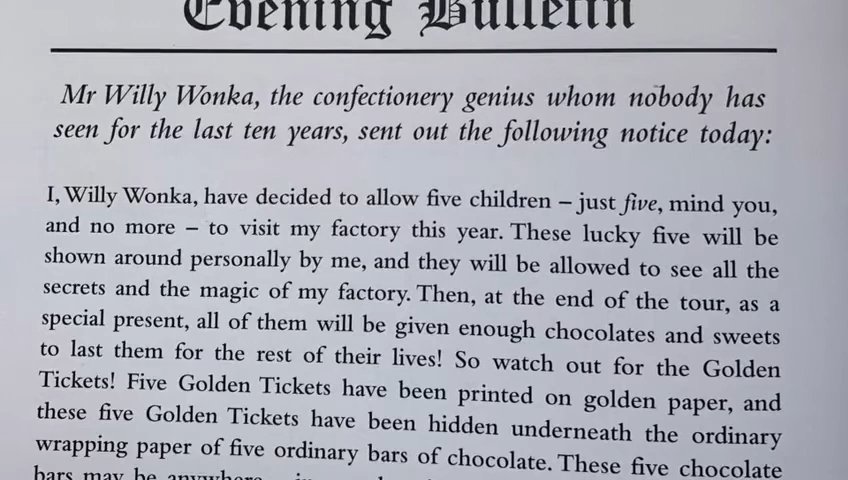 Evening Bulletin
Mr Willy Wonka, the confectionery genius whom nobody has
seen for the last ten years, sent out the following notice today:
I, Willy Wonka, have decided to allow five children – just five, mind you,
and no more – to visit my factory this year. These lucky five will be
shown around personally by me, and they will be allowed to see all the
secrets and the magic of my factory. Then, at the end of the tour, as a
special present, all of them will be given enough chocolates and sweets
to last them for the rest of their lives! So watch out for the Golden
Tickets! Five Golden Tickets have been printed on golden paper, and
these five Golden Tickets have been hidden underneath the ordinary
wrapping paper of five ordinary bars of chocolate. These five chocolate
bars may be anywhere